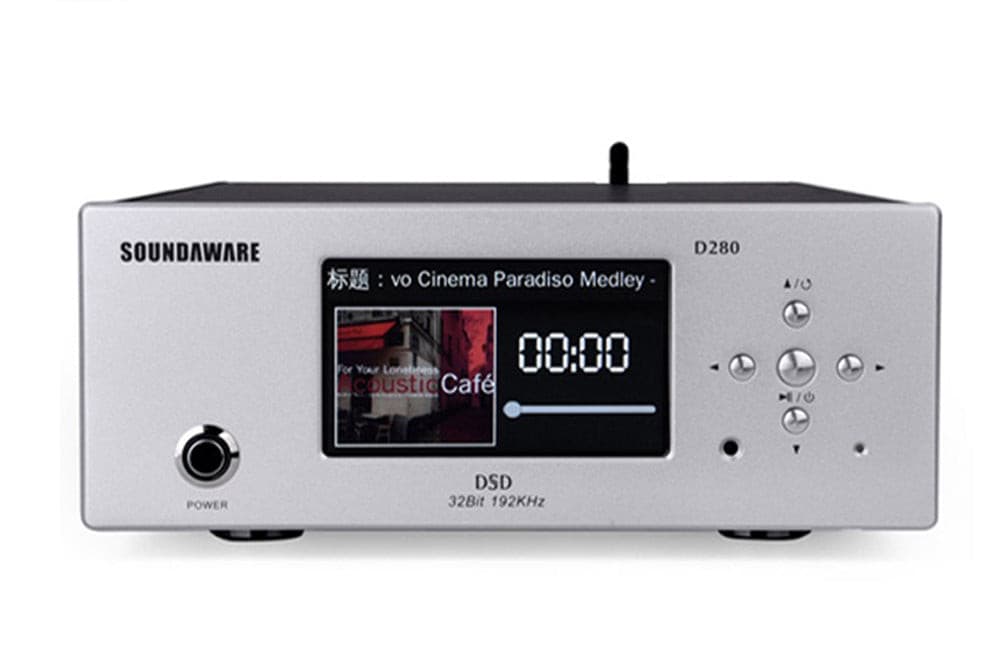 SOUNDAWARE
D280
标题：vo Cinema Paradiso Medley -
For Your Loneliness
AcousticCafé
00:00
POWER
DSD
32Bit 192KHz